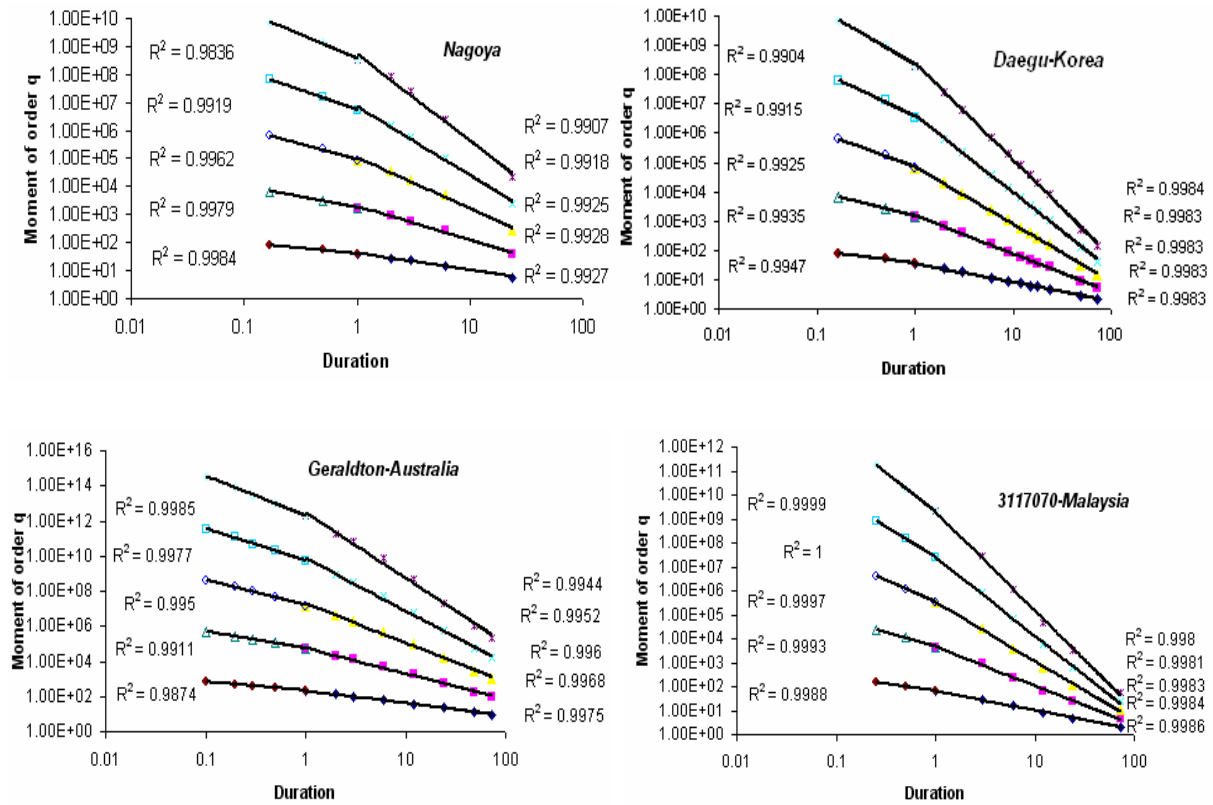 Nagoya
Moment of order q
1.00E+10
1.00E+09
1.00E+08
1.00E+07
1.00E+06
1.00E+05
1.00E+04
1.00E+03
1.00E+02
1.00E+01
1.00E+00
R² = 0.9836
R² = 0.9919
R² = 0.9962
R² = 0.9979
R² = 0.9984
R² = 0.9907
R² = 0.9918
R² = 0.9925
R² = 0.9928
R² = 0.9927
0.01 0.1 1 10 100
Duration
Daegu-Korea
Moment of order q
1.00E+10
1.00E+09
1.00E+08
1.00E+07
1.00E+06
1.00E+05
1.00E+04
1.00E+03
1.00E+02
1.00E+01
1.00E+00
R² = 0.9904
R² = 0.9915
R² = 0.9925
R² = 0.9935
R² = 0.9947
R² = 0.9984
R² = 0.9983
R² = 0.9983
R² = 0.9983
R² = 0.9983
0.01 0.1 1 10 100
Duration
Geraldton-Australia
Moment of order q
1.00E+16
1.00E+14
1.00E+12
1.00E+10
1.00E+08
1.00E+06
1.00E+04
1.00E+02
1.00E+00
R² = 0.9985
R² = 0.9977
R² = 0.995
R² = 0.9911
R² = 0.9874
R² = 0.9944
R² = 0.9952
R² = 0.996
R² = 0.9968
R² = 0.9975
0.01 0.1 1 10 100
Duration
3117070-Malaysia
Moment of order q
1.00E+12
1.00E+11
1.00E+10
1.00E+09
1.00E+08
1.00E+07
1.00E+06
1.00E+05
1.00E+04
1.00E+03
1.00E+02
1.00E+01
1.00E+00
R² = 0.9999
R² = 1
R² = 0.9997
R² = 0.9993
R² = 0.9988
R² = 0.998
R² = 0.9981
R² = 0.9983
R² = 0.9984
R² = 0.9986
0.01 0.1 1 10 100
Duration